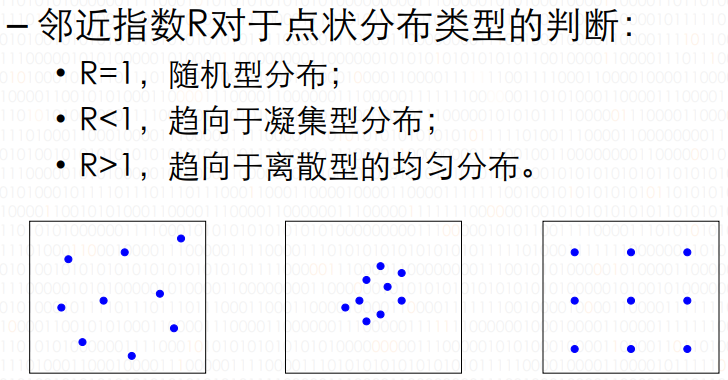 – 邻近指数R对于点状分布类型的判断：
• R=1，随机型分布；
• R<1，趋向于凝集型分布；
• R>1，趋向于离散型的均匀分布。